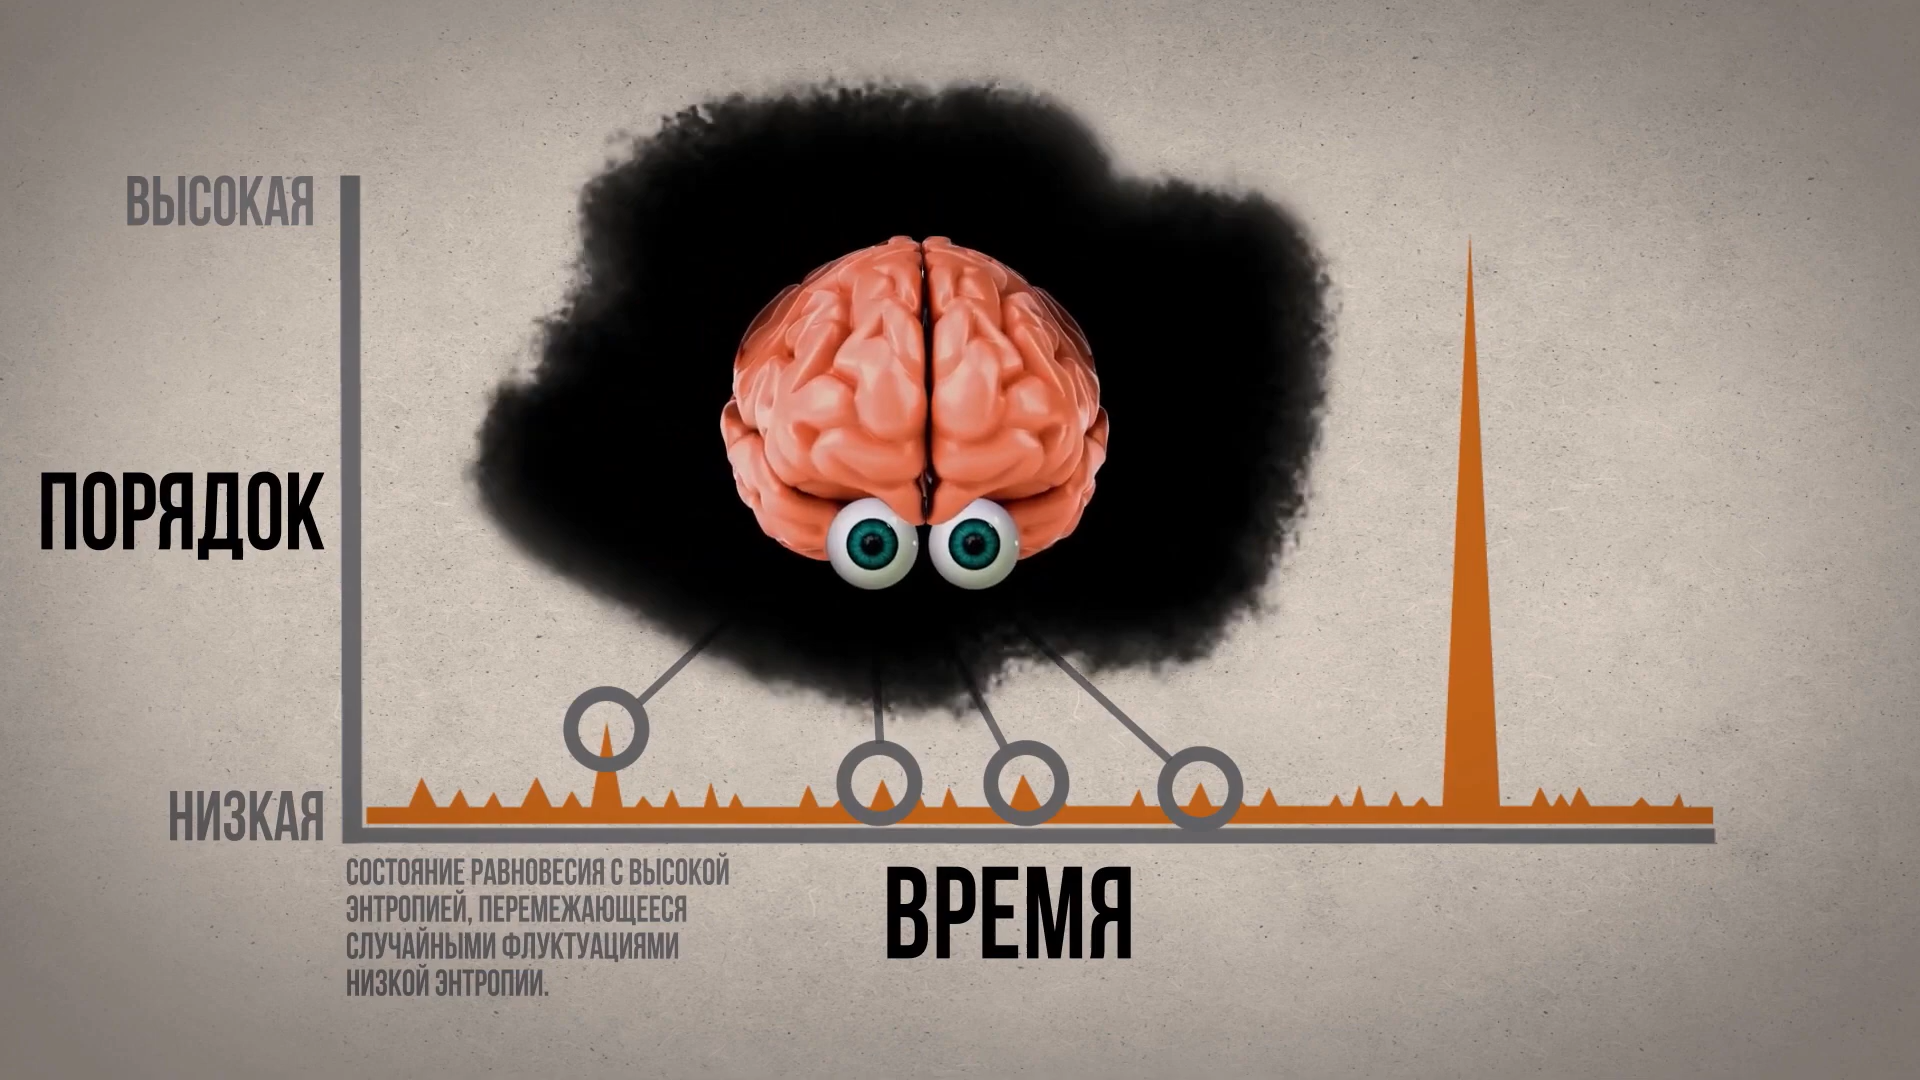 ВЫСОКАЯ
ПОРЯДОК
НИЗКАЯ
СОСТОЯНИЕ РАВНОВЕСИЯ С ВЫСОКОЙ
ЭНТРОПИЕЙ, ПЕРЕМЕЖАЮЩЕЕСЯ
СЛУЧАЙНЫМИ ФЛУКТУАЦИЯМИ
НИЗКОЙ ЭНТРОПИИ.
ВРЕМЯ